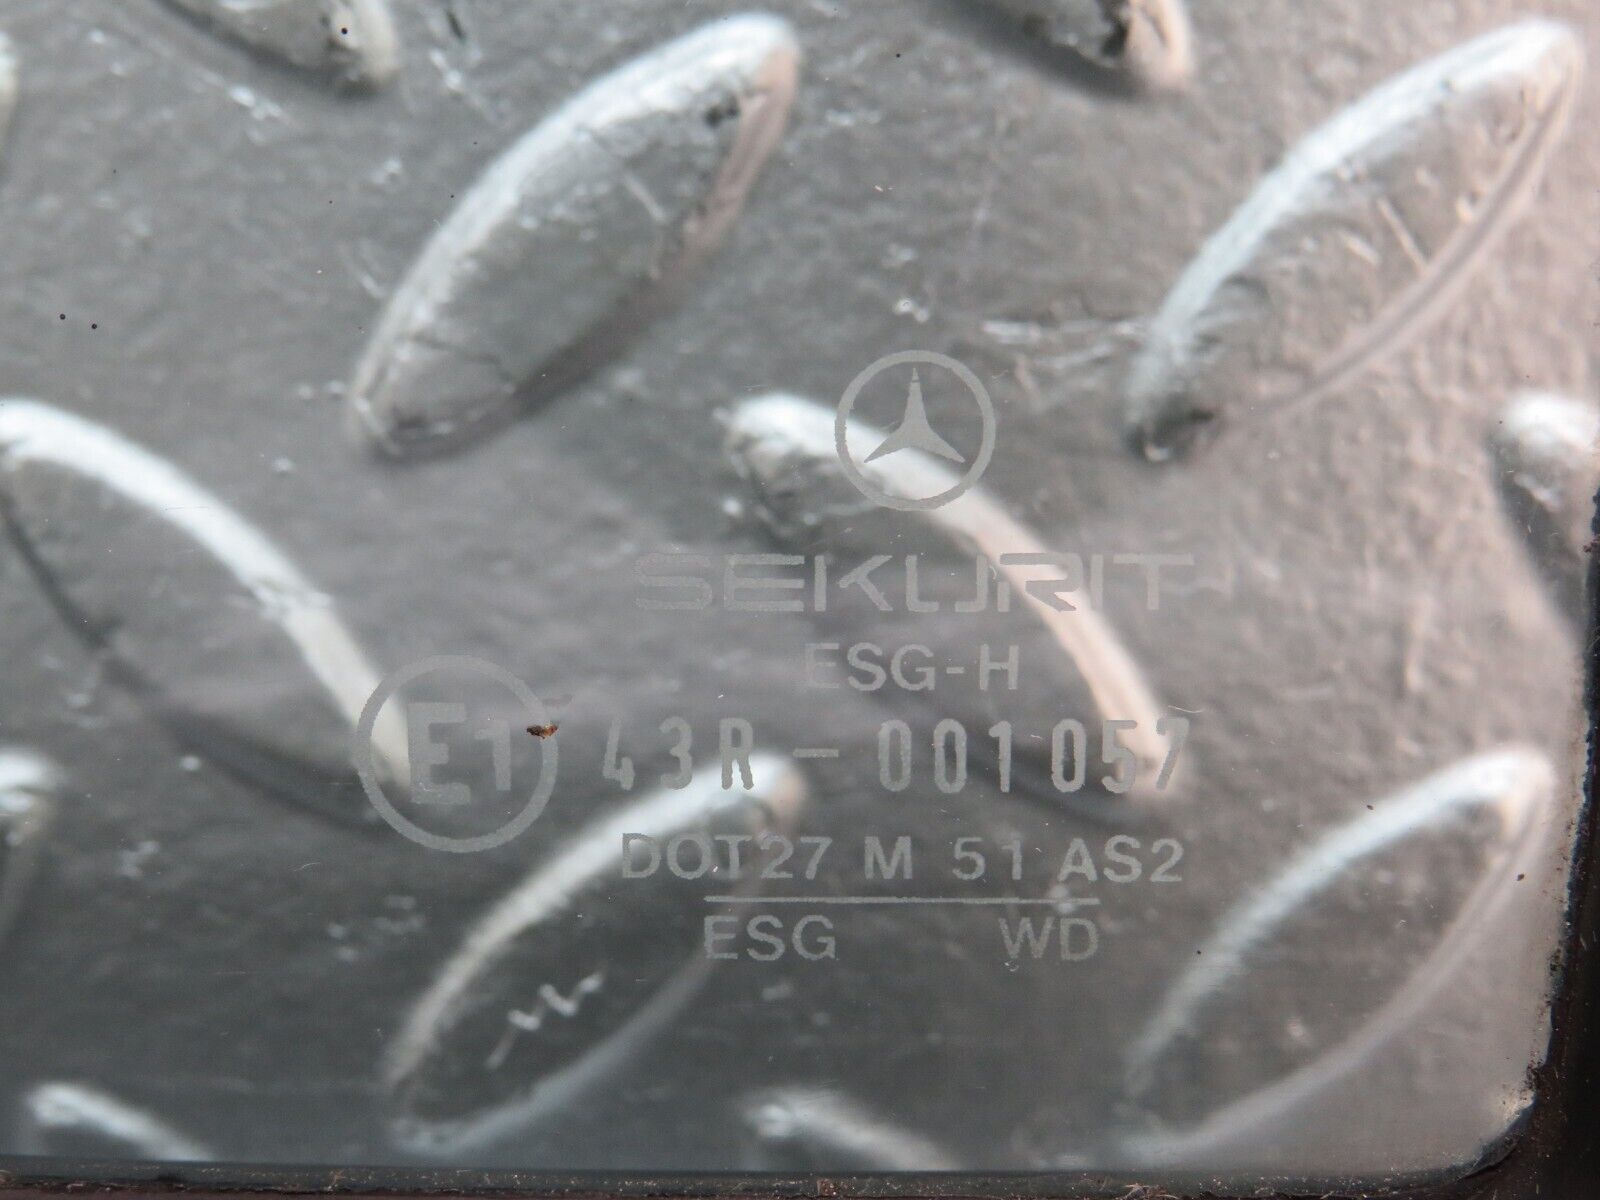 SEKURIT
ESG-H
E1 43R-001057
DOT27 M 51 AS2
ESG WD